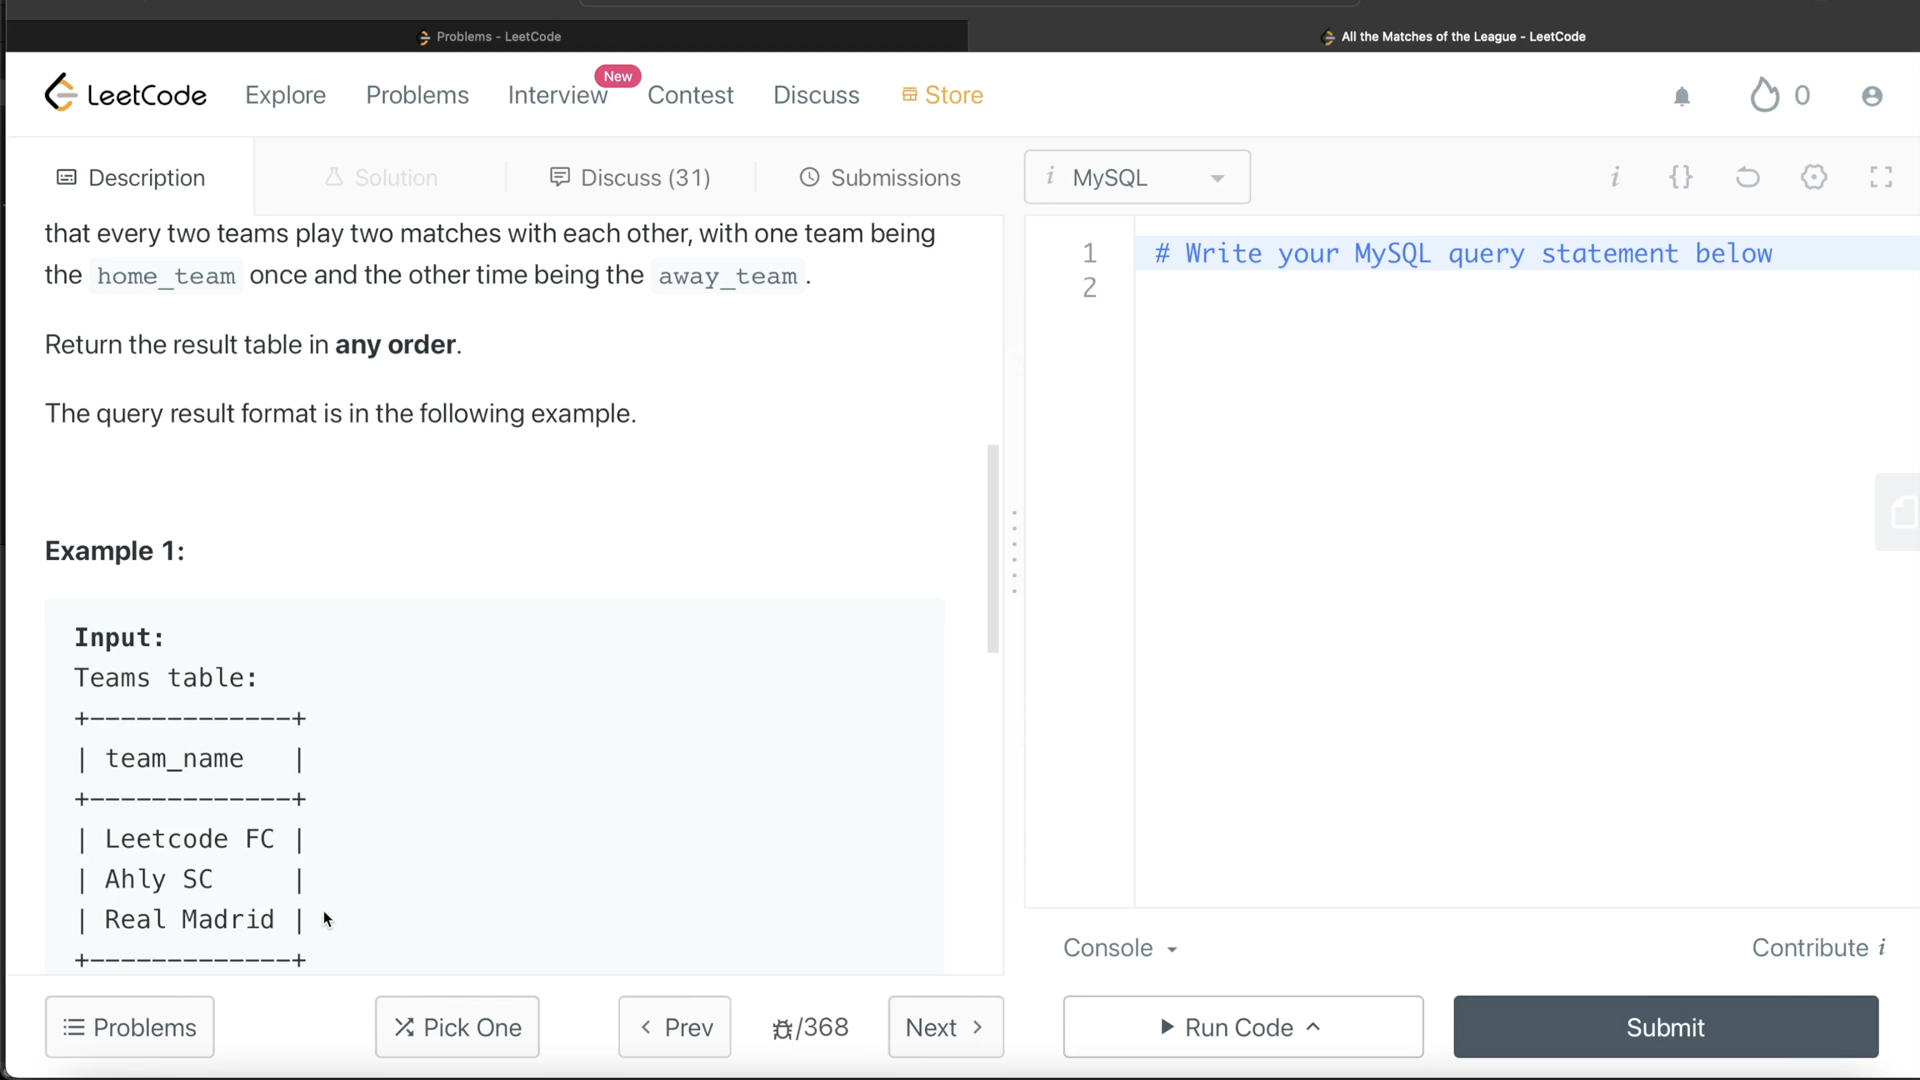 Problems - LeetCode
All the Matches of the League - LeetCode
LeetCode
Explore
Problems
Interview
New
Contest
Discuss
Store
0
Description
Solution
Discuss (31)
Submissions
i MySQL
i
{}
that every two teams play two matches with each other, with one team being
the home_team once and the other time being the away_team .
Return the result table in any order.
The query result format is in the following example.
Example 1:
Input:
Teams table:
+-------------+
| team_name   |
+-------------+
| Leetcode FC |
| Ahly SC     |
| Real Madrid |
+-------------+
1 # Write your MySQL query statement below
2
Console
Contribute i
Problems
Pick One
Prev
/368
Next
Run Code
Submit